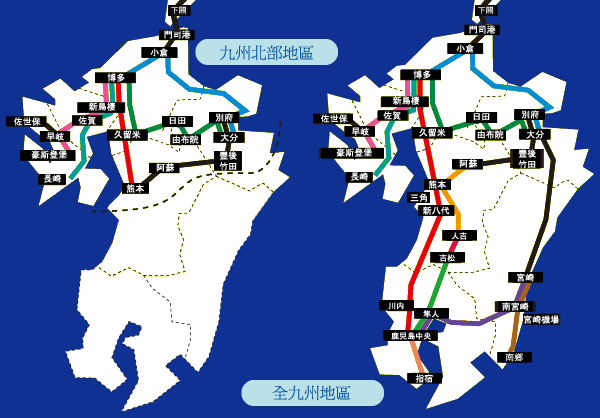 下關
門司港
小倉
九州北部地區
博多
新鳥棲
佐世保
佐賀
早岐
久留米
日田
別府
由布院
大分
豪斯登堡
豐後
竹田
阿蘇
長崎
熊本
下關
門司港
小倉
博多
新鳥棲
佐世保
佐賀
早岐
久留米
日田
別府
由布院
大分
豪斯登堡
豐後
竹田
阿蘇
長崎
熊本
三角
新八代
人吉
吉松
宮崎
川內
隼人
南宮崎
宮崎機場
鹿兒島中央
南鄉
指宿
全九州地區